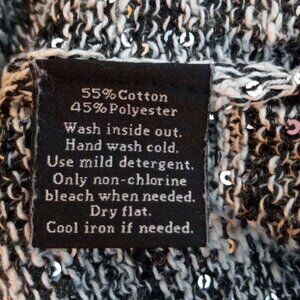 55%Cotton
45%Polyester
Wash inside out.
Hand wash cold.
Use mild detergent.
Only non-chlorine
bleach when needed.
Dry flat.
Cool iron if needed.